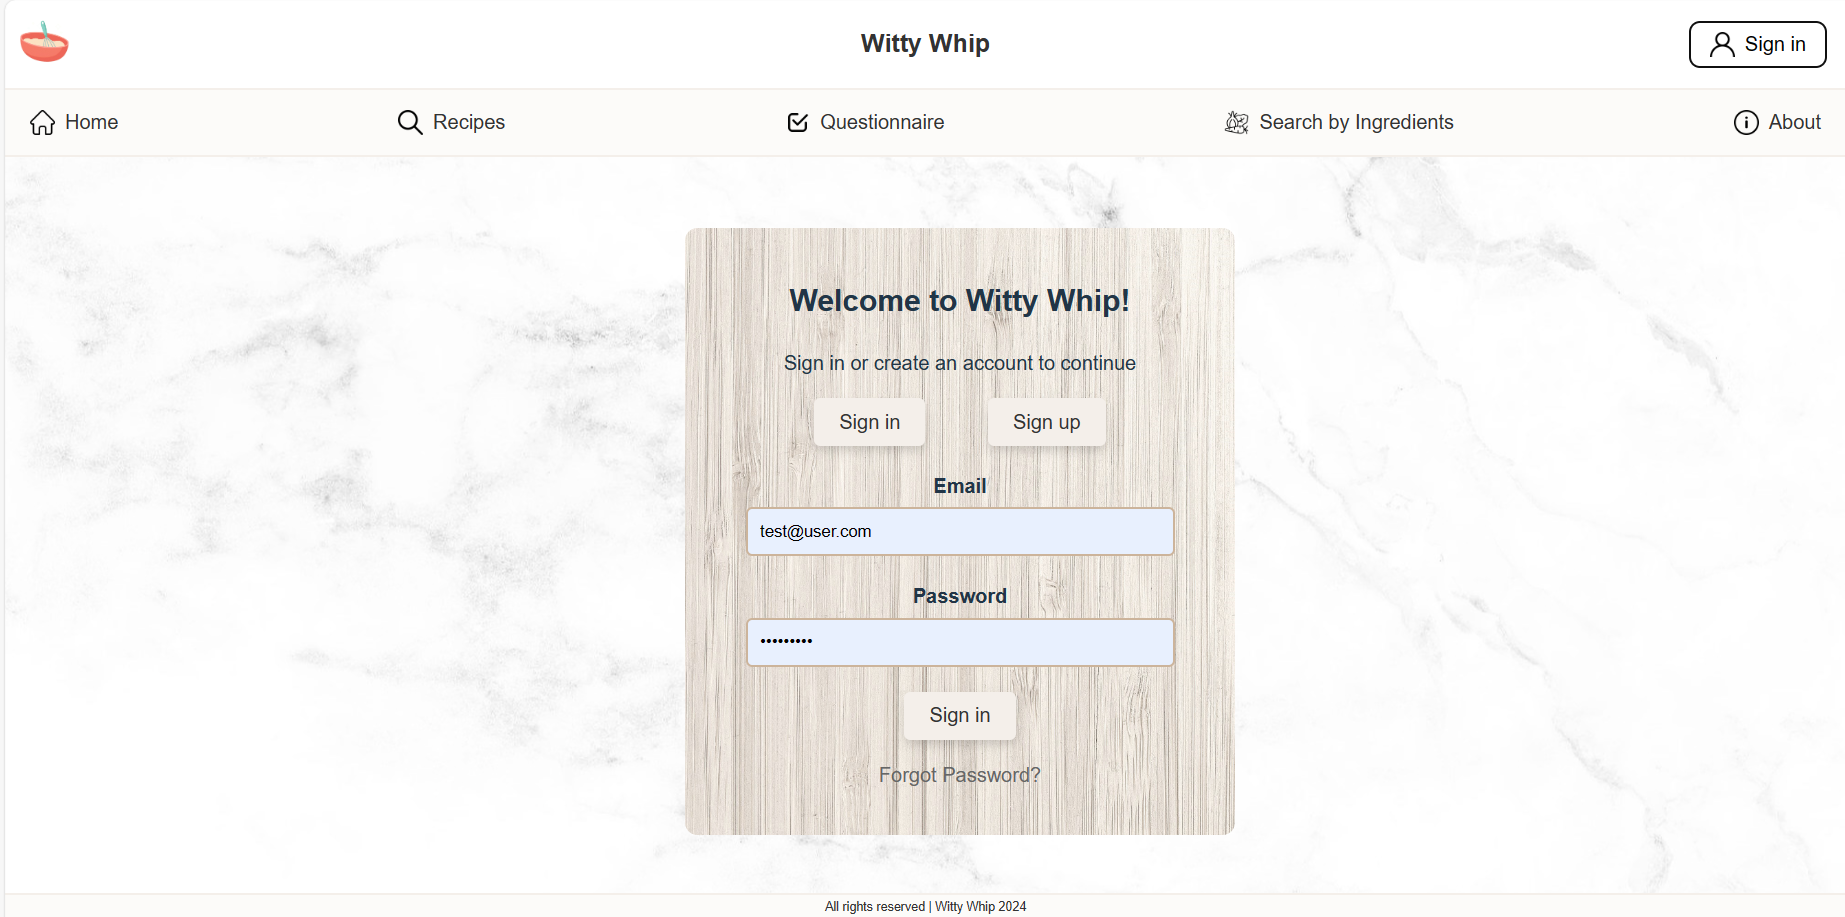 Witty Whip
Sign in
Home
Recipes
Questionnaire
Search by Ingredients
About
Welcome to Witty Whip!
Sign in or create an account to continue
Sign in
Sign up
Email
test@user.com
Password
•••••••••
Sign in
Forgot Password?
All rights reserved | Witty Whip 2024